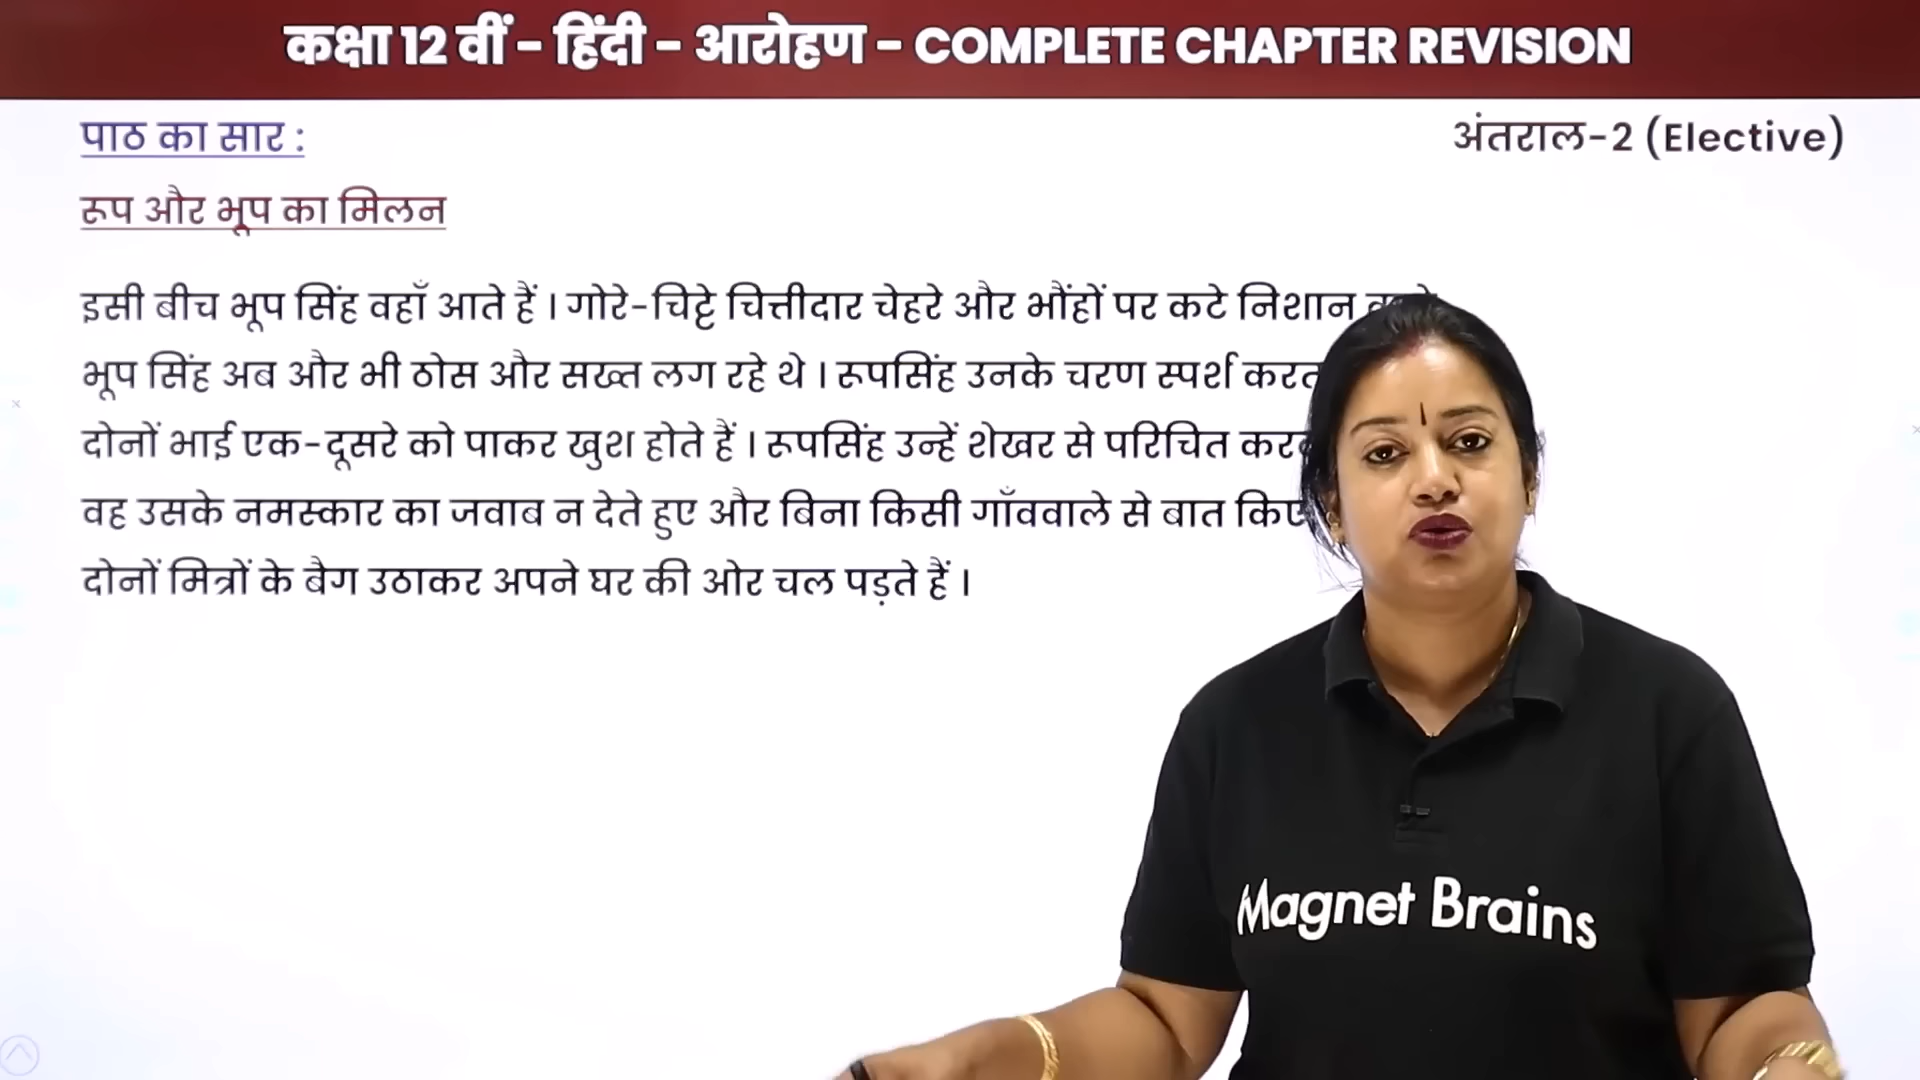 कक्षा 12 वीं - हिंदी - आरोहण - COMPLETE CHAPTER REVISION
पाठ का सार :
अंतराल-2 (Elective)
रूप और भूप का मिलन
इसी बीच भूप सिंह वहाँ आते हैं । गोरे-चिट्टे चित्तीदार चेहरे और भौंहों पर कटे निशान
भूप सिंह अब और भी ठोस और सख्त लग रहे थे । रूपसिंह उनके चरण स्पर्श
दोनों भाई एक-दूसरे को पाकर खुश होते हैं । रूपसिंह उन्हें शेखर से परिचित
वह उसके नमस्कार का जवाब न देते हुए और बिना किसी गाँववाले से बात किए
दोनों मित्रों के बैग उठाकर अपने घर की ओर चल पड़ते हैं ।
Magnet Brains